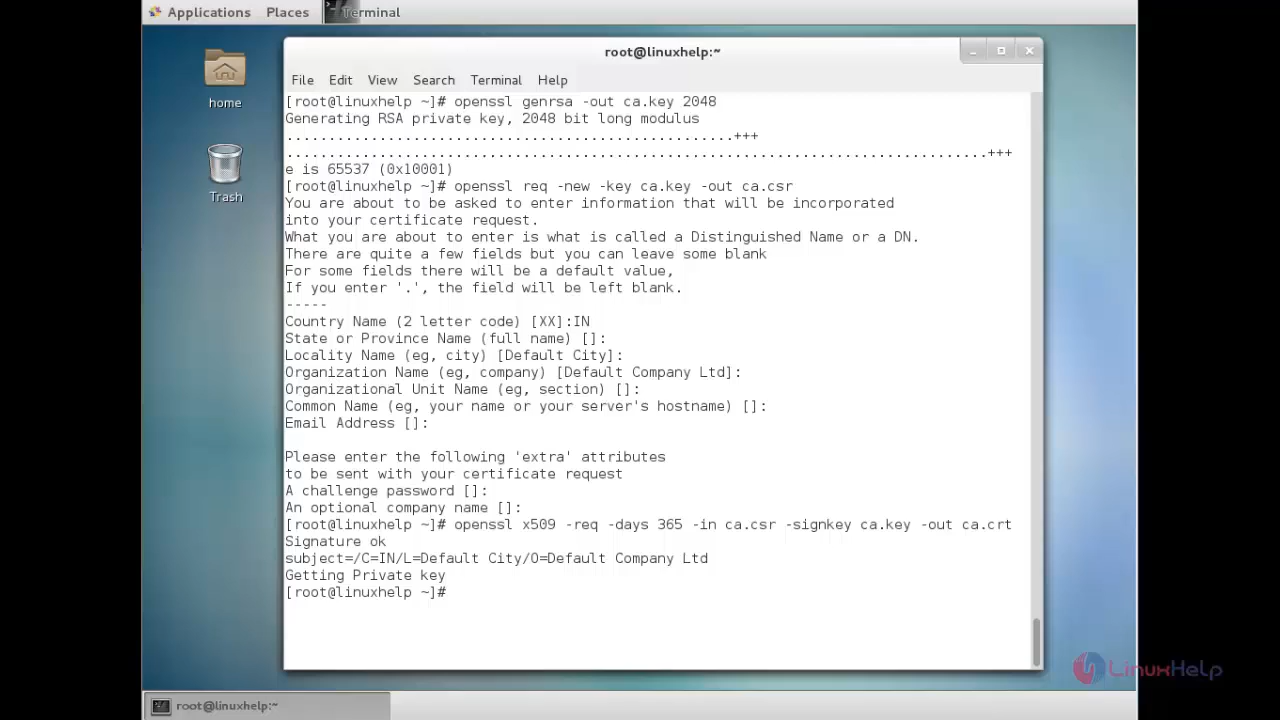 Applications Places Terminal
root@linuxhelp:~
File Edit View Search Terminal Help
home
Trash
[root@linuxhelp ~]# openssl genrsa -out ca.key 2048
Generating RSA private key, 2048 bit long modulus
.....................................................+++
...................................................................................+++
e is 65537 (0x10001)
[root@linuxhelp ~]# openssl req -new -key ca.key -out ca.csr
You are about to be asked to enter information that will be incorporated
into your certificate request.
What you are about to enter is what is called a Distinguished Name or a DN.
There are quite a few fields but you can leave some blank
For some fields there will be a default value,
If you enter '.', the field will be left blank.
-----
Country Name (2 letter code) [XX]:IN
State or Province Name (full name) []:
Locality Name (eg, city) [Default City]:
Organization Name (eg, company) [Default Company Ltd]:
Organizational Unit Name (eg, section) []:
Common Name (eg, your name or your server's hostname) []:
Email Address []:
Please enter the following 'extra' attributes
to be sent with your certificate request
A challenge password []:
An optional company name []:
[root@linuxhelp ~]# openssl x509 -req -days 365 -in ca.csr -signkey ca.key -out ca.crt
Signature ok
subject=/C=IN/L=Default City/O=Default Company Ltd
Getting Private key
[root@linuxhelp ~]#
LinuxHelp
root@linuxhelp:~